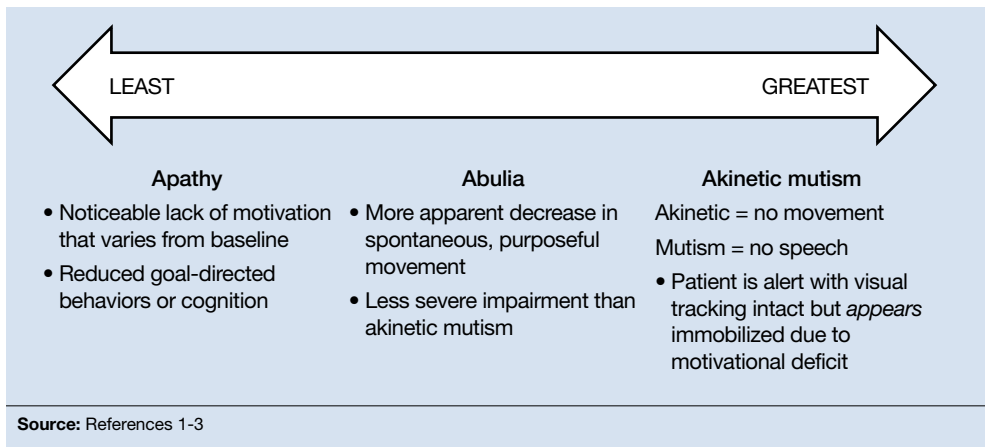 LEAST GREATEST
Apathy
• Noticeable lack of motivation
that varies from baseline
• Reduced goal-directed
behaviors or cognition
Abulia
• More apparent decrease in
spontaneous, purposeful
movement
• Less severe impairment than
akinetic mutism
Akinetic mutism
Akinetic = no movement
Mutism = no speech
• Patient is alert with visual
tracking intact but appears
immobilized due to
motivational deficit
Source: References 1-3